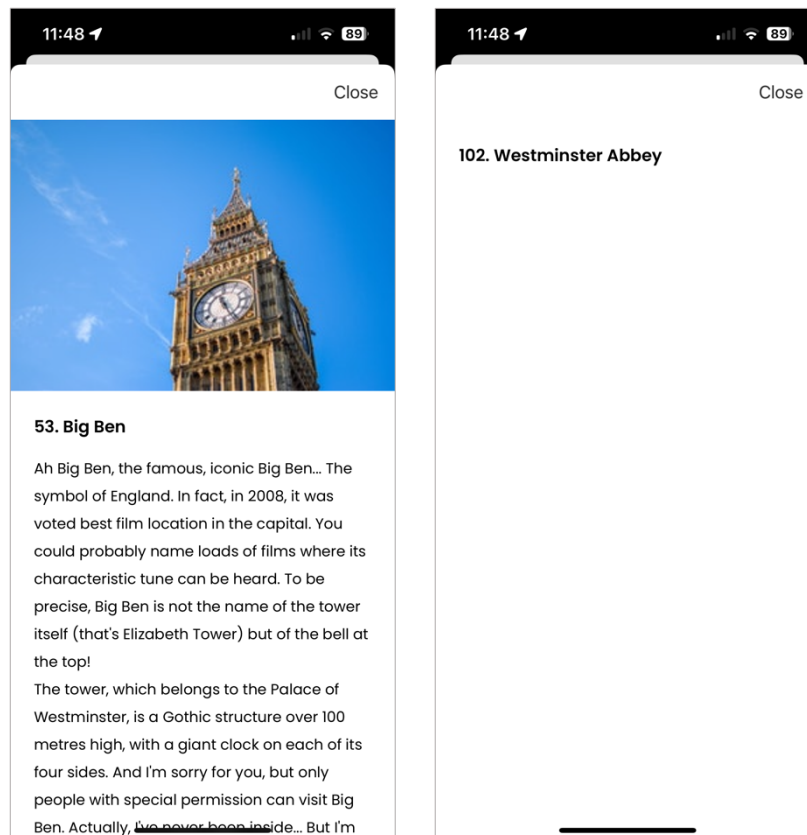 11:48
89
Close
53. Big Ben
Ah Big Ben, the famous, iconic Big Ben... The
symbol of England. In fact, in 2008, it was
voted best film location in the capital. You
could probably name loads of films where its
characteristic tune can be heard. To be
precise, Big Ben is not the name of the tower
itself (that's Elizabeth Tower) but of the bell at
the top!
The tower, which belongs to the Palace of
Westminster, is a Gothic structure over 100
metres high, with a giant clock on each of its
four sides. And I'm sorry for you, but only
people with special permission can visit Big
Ben. Actually, I've never been inside... But I'm
11:48
89
Close
102. Westminster Abbey